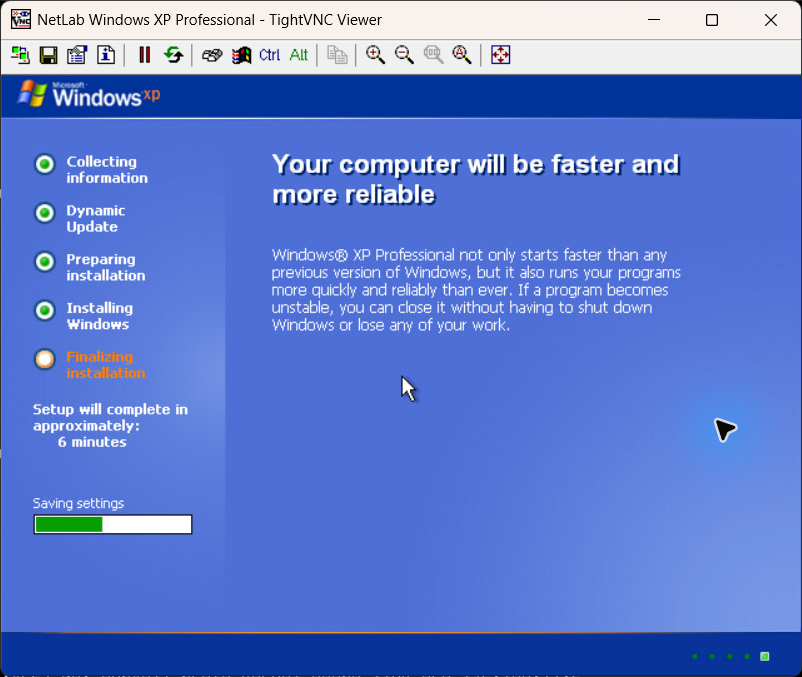 NetLab Windows XP Professional - TightVNC Viewer
Ctrl Alt
Microsoft
Windows xp
Collecting
information
Dynamic
Update
Preparing
installation
Installing
Windows
Finalizing
installation
Setup will complete in
approximately:
6 minutes
Saving settings
Your computer will be faster and
more reliable
Windows® XP Professional not only starts faster than any
previous version of Windows, but it also runs your programs
more quickly and reliably than ever. If a program becomes
unstable, you can close it without having to shut down
Windows or lose any of your work.